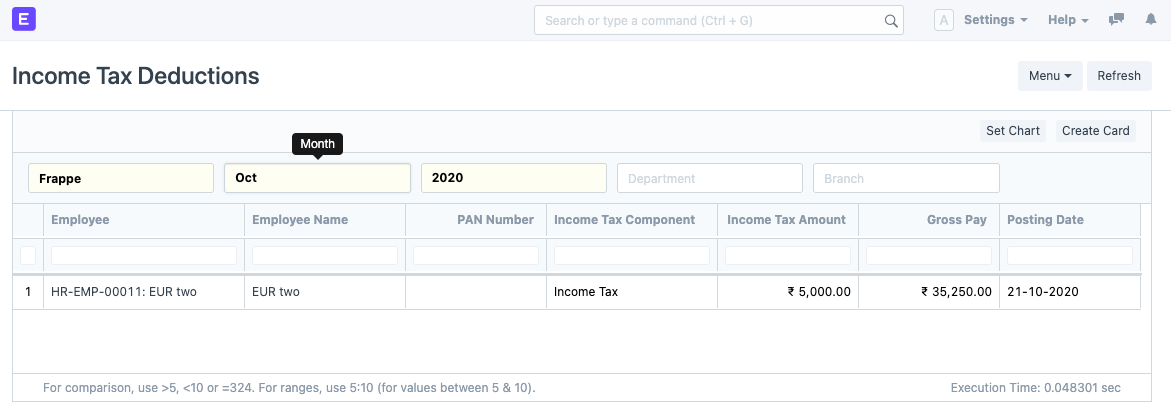 E
Search or type a command (Ctrl + G)
A Settings Help
Income Tax Deductions
Menu Refresh
Set Chart Create Card
Month
Frappe Oct 2020 Department Branch
Employee Employee Name PAN Number Income Tax Component Income Tax Amount Gross Pay Posting Date
1 HR-EMP-00011: EUR two EUR two Income Tax ₹ 5,000.00 ₹ 35,250.00 21-10-2020
For comparison, use >5, <10 or =324. For ranges, use 5:10 (for values between 5 & 10). Execution Time: 0.048301 sec